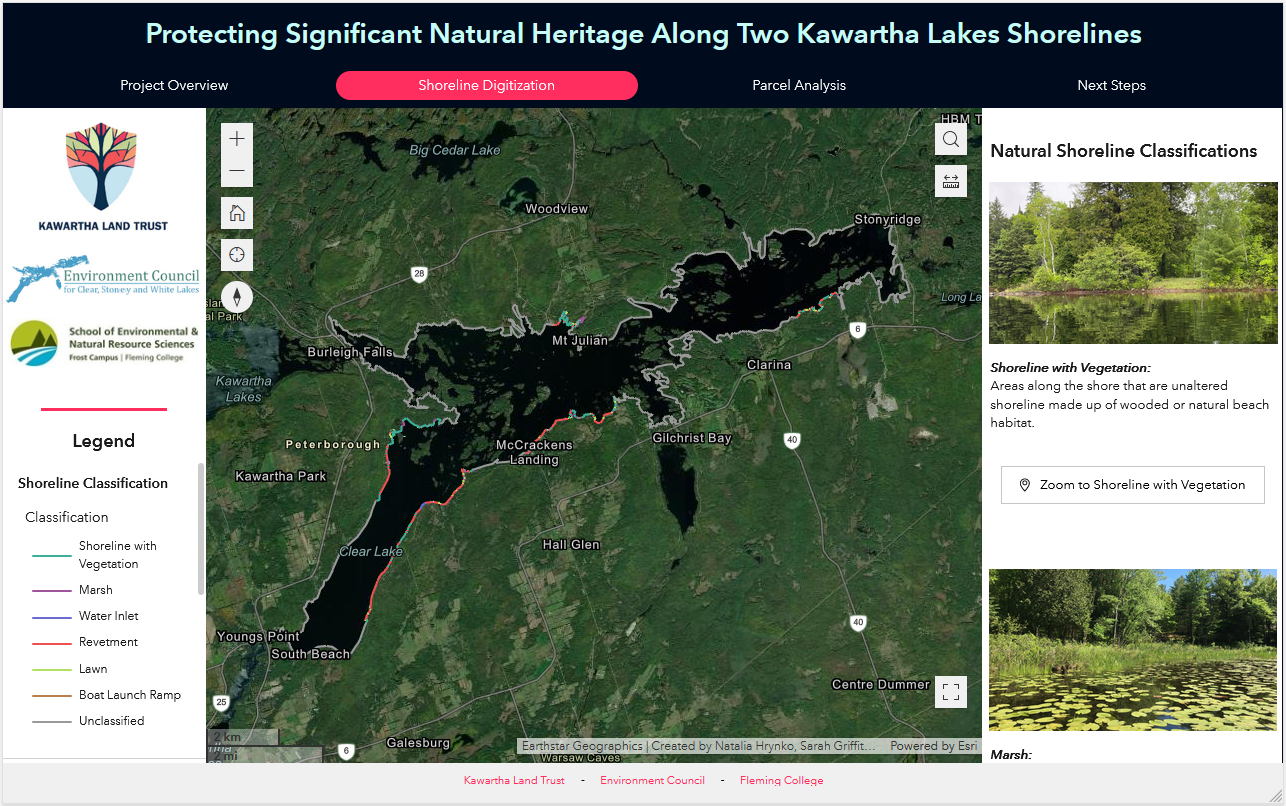 Protecting Significant Natural Heritage Along Two Kawartha Lakes Shorelines
Project Overview
Shoreline Digitization
Parcel Analysis
Next Steps
KAWARTHA LAND TRUST
Environment Council
for Clear, Stoney and White Lakes
School of Environmental &
Natural Resource Sciences
Frost Campus | Fleming College
Legend
Shoreline Classification
Classification
Shoreline with
Vegetation
Marsh
Water Inlet
Revetment
Lawn
Boat Launch Ramp
Unclassified
HBM T
Big Cedar Lake
Woodview
Stonyridge
28
Long La
al Park
6
Mt Julian
Burleigh Falls
Clarina
Kawartha
Lakes
Peterborough
McCrackens
Landing
Gilchrist Bay
40
Kawartha Park
Hall Glen
Clear Lake
40
Youngs Point
South Beach
Centre Dummer
25
2 km
mi
6
Galesburg
Warsaw Caves
Earthstar Geographics | Created by Natalia Hrynko, Sarah Griffit...
Powered by Esri
Natural Shoreline Classifications
Shoreline with Vegetation:
Areas along the shore that are unaltered
shoreline made up of wooded or natural beach
habitat.
Zoom to Shoreline with Vegetation
Marsh:
Kawartha Land Trust - Environment Council - Fleming College